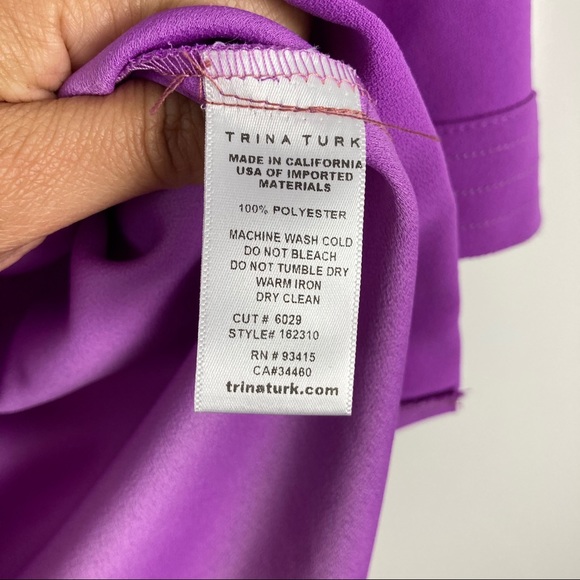 TRINA TURK
MADE IN CALIFORNIA
USA OF IMPORTED
MATERIALS
100% POLYESTER
MACHINE WASH COLD
DO NOT BLEACH
DO NOT TUMBLE DRY
WARM IRON
DRY CLEAN
CUT # 6029
STYLE# 162310
RN # 93415
CA#34460
trinaturk.com